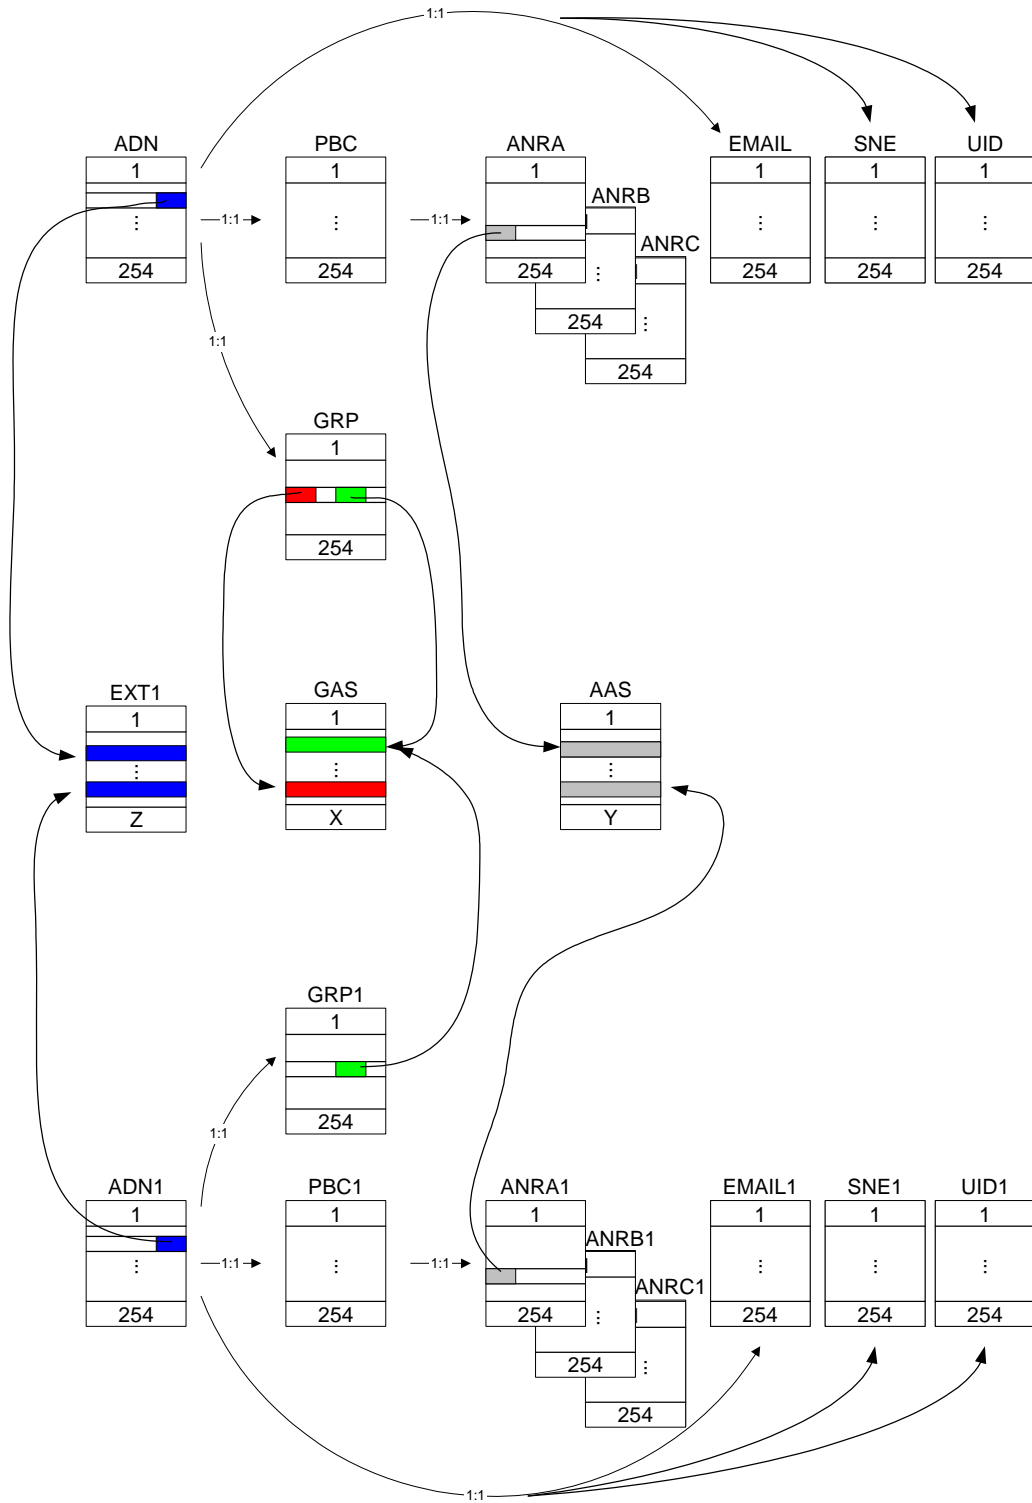 1:1
ADN PBC ANRA EMAIL SNE UID
1 1 1 1 1 1
ANRB
⋮ 1:1 ⋮ 1:1
ANRC
254 254 254 ⋮ 254 254 254
254 ⋮
1:1
254
GRP
1
254
EXT1 GAS AAS
1 1 1
⋮ ⋮ ⋮
Z X Y
GRP1
1
254
1:1
ADN1 PBC1 ANRA1 EMAIL1 SNE1 UID1
1 1 1 1 1 1
ANRB1
⋮ 1:1 ⋮ 1:1 ⋮ ⋮ ⋮
ANRC1
254 254 254 ⋮ 254 254 254
254 ⋮
254
1:1